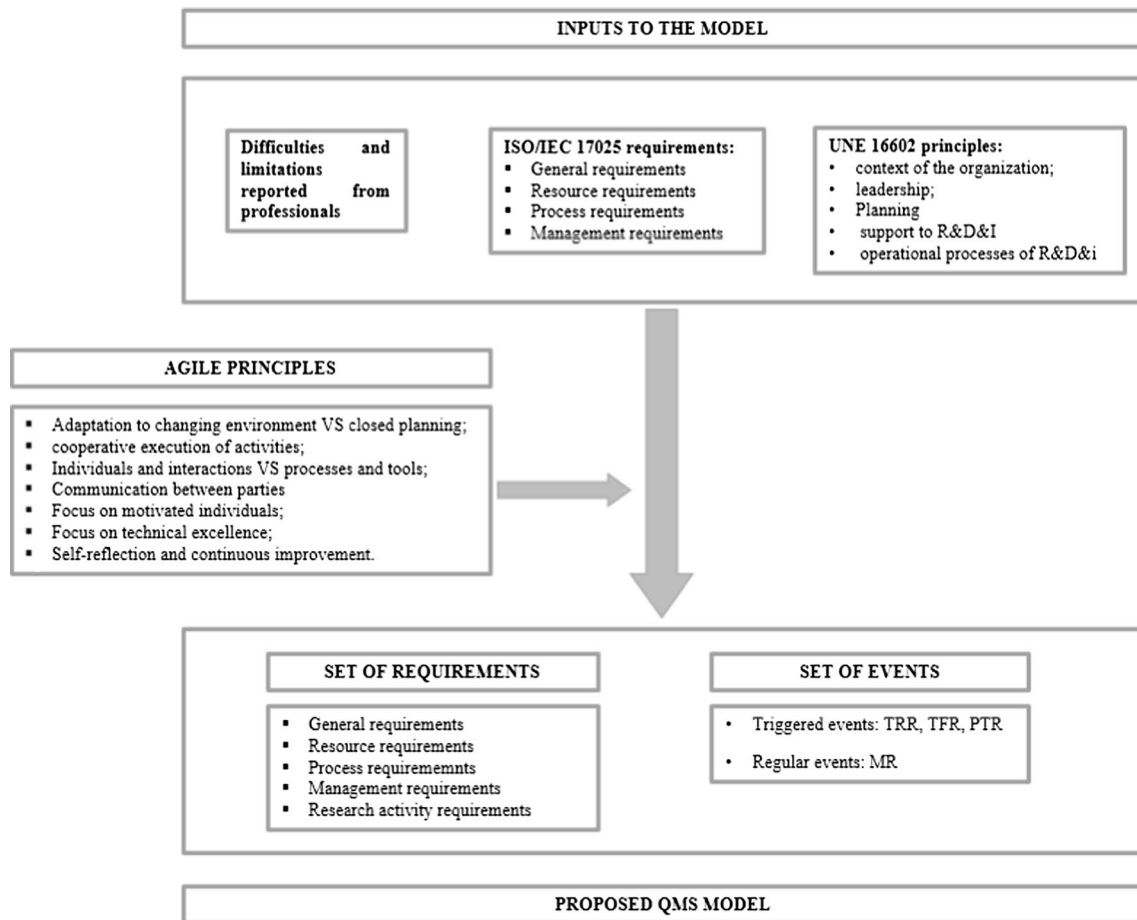 INPUTS TO THE MODEL
Difficulties and
limitations
reported from
professionals
ISO/IEC 17025 requirements:
▪ General requirements
▪ Resource requirements
▪ Process requirements
▪ Management requirements
UNE 16602 principles:
• context of the organization;
• leadership;
• Planning
• support to R&D&I
• operational processes of R&D&i
AGILE PRINCIPLES
▪ Adaptation to changing environment VS closed planning;
▪ cooperative execution of activities;
▪ Individuals and interactions VS processes and tools;
▪ Communication between parties
▪ Focus on motivated individuals;
▪ Focus on technical excellence;
▪ Self-reflection and continuous improvement.
SET OF REQUIREMENTS
▪ General requirements
▪ Resource requirements
▪ Process requirememnts
▪ Management requirements
▪ Research activity requirements
SET OF EVENTS
• Triggered events: TRR, TFR, PTR
• Regular events: MR
PROPOSED QMS MODEL